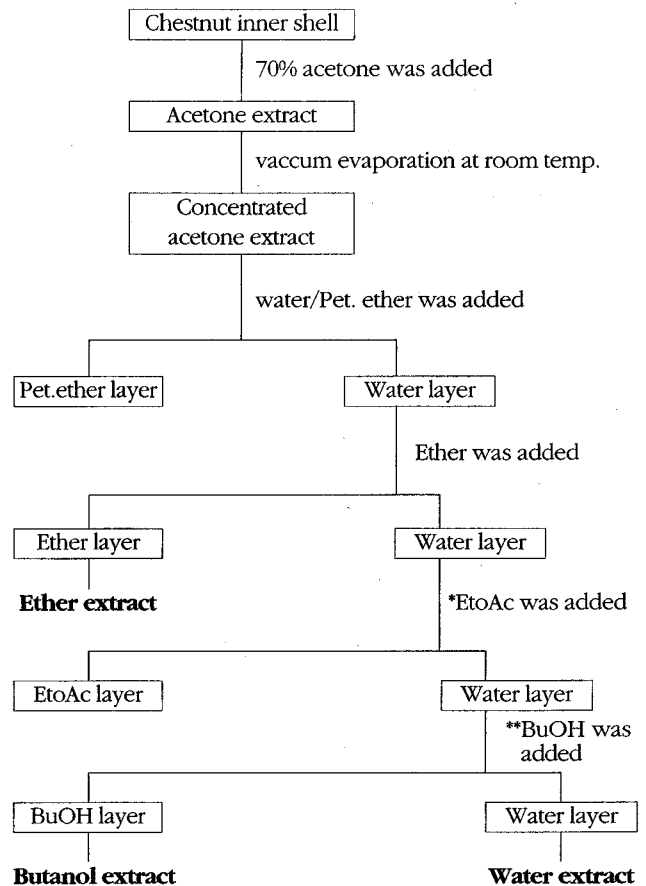 Chestnut inner shell
70% acetone was added
Acetone extract
vaccum evaporation at room temp.
Concentrated
acetone extract
water/Pet. ether was added
Pet.ether layer
Water layer
Ether was added
Ether layer
Water layer
Ether extract
*EtoAc was added
EtoAc layer
Water layer
**BuOH was
added
BuOH layer
Water layer
Butanol extract
Water extract